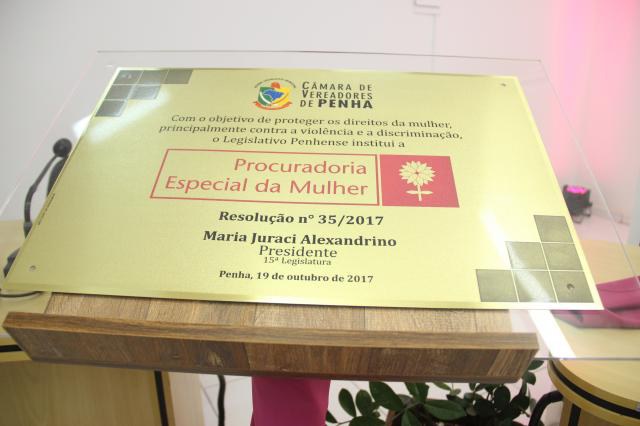 CÂMARA DE
VEREADORES
DE PENHA
Com o objetivo de proteger os direitos da mulher,
principalmente contra a violência e a discriminação,
o Legislativo Penhense institui a
Procuradoria
Especial da Mulher
Resolução n° 35/2017
Maria Juraci Alexandrino
Presidente
15ª Legislatura
Penha, 19 de outubro de 2017